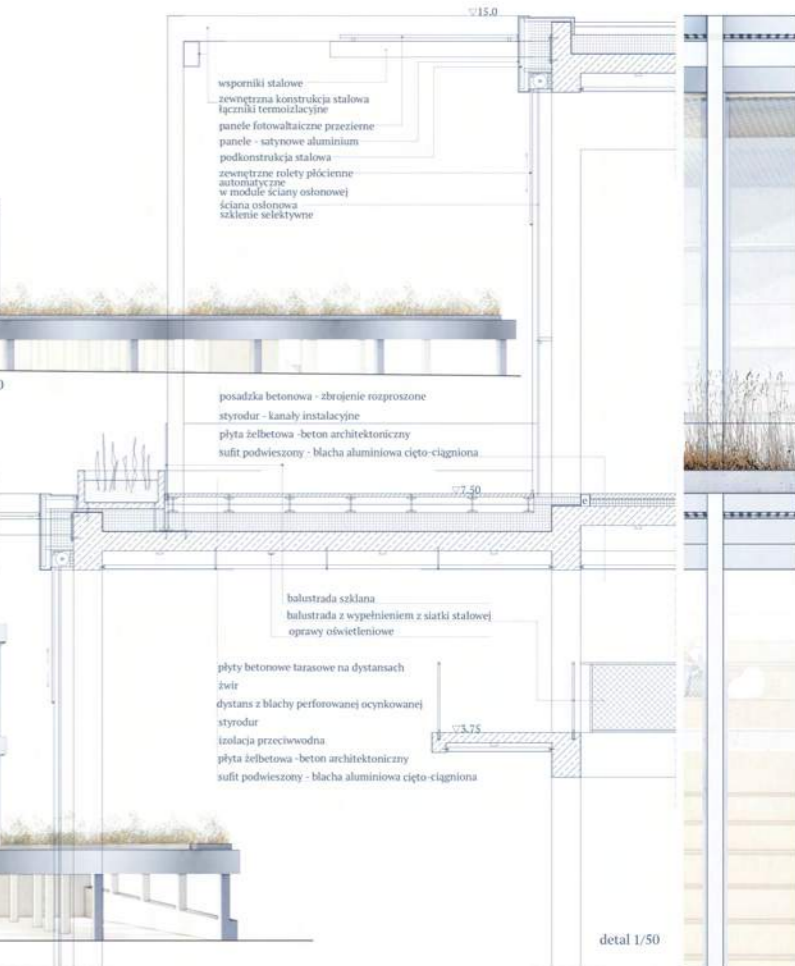 ▽15.0
wsporniki stalowe
zewnętrzna konstrukcja stalowa
łączniki termoizlacyjne
panele fotowaltaiczne przezierne
panele - satynowe aluminium
podkonstrukcja stalowa
zewnętrzne rolety płócienne
automatyczne
w module ściany osłonowej
ściana osłonowa
szklenie selektywne
0
posadzka betonowa - zbrojenie rozproszone
styrodur - kanały instalacyjne
płyta żelbetowa -beton architektoniczny
sufit podwieszony - blacha aluminiowa cięto-ciągniona
▽7.50
balustrada szklana
balustrada z wypełnieniem z siatki stalowej
oprawy oświetleniowe
płyty betonowe tarasowe na dystansach
żwir
dystans z blachy perforowanej ocynkowanej
styrodur
izolacja przeciwwodna
▽3.75
płyta żelbetowa -beton architektoniczny
sufit podwieszony - blacha aluminiowa cięto-ciągniona
detal 1/50